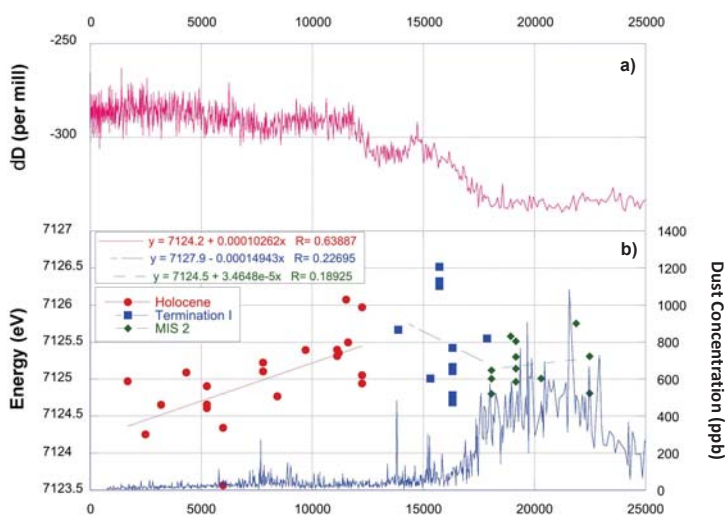 0 5000 10000 15000 20000 25000
-250
a)
dD (per mill)
-300
7127
1400
y = 7124.2 + 0.00010262x R= 0.63887
b)
y = 7127.9 - 0.00014943x R= 0.22695
7126.5
1200
y = 7124.5 + 3.4648e-5x R= 0.18925
Holocene
7126
1000
Termination I
MIS 2
7125.5
800
Energy (eV)
Dust Concentration (ppb)
7125
600
7124.5
400
7124
200
7123.5
0
0 5000 10000 15000 20000 25000